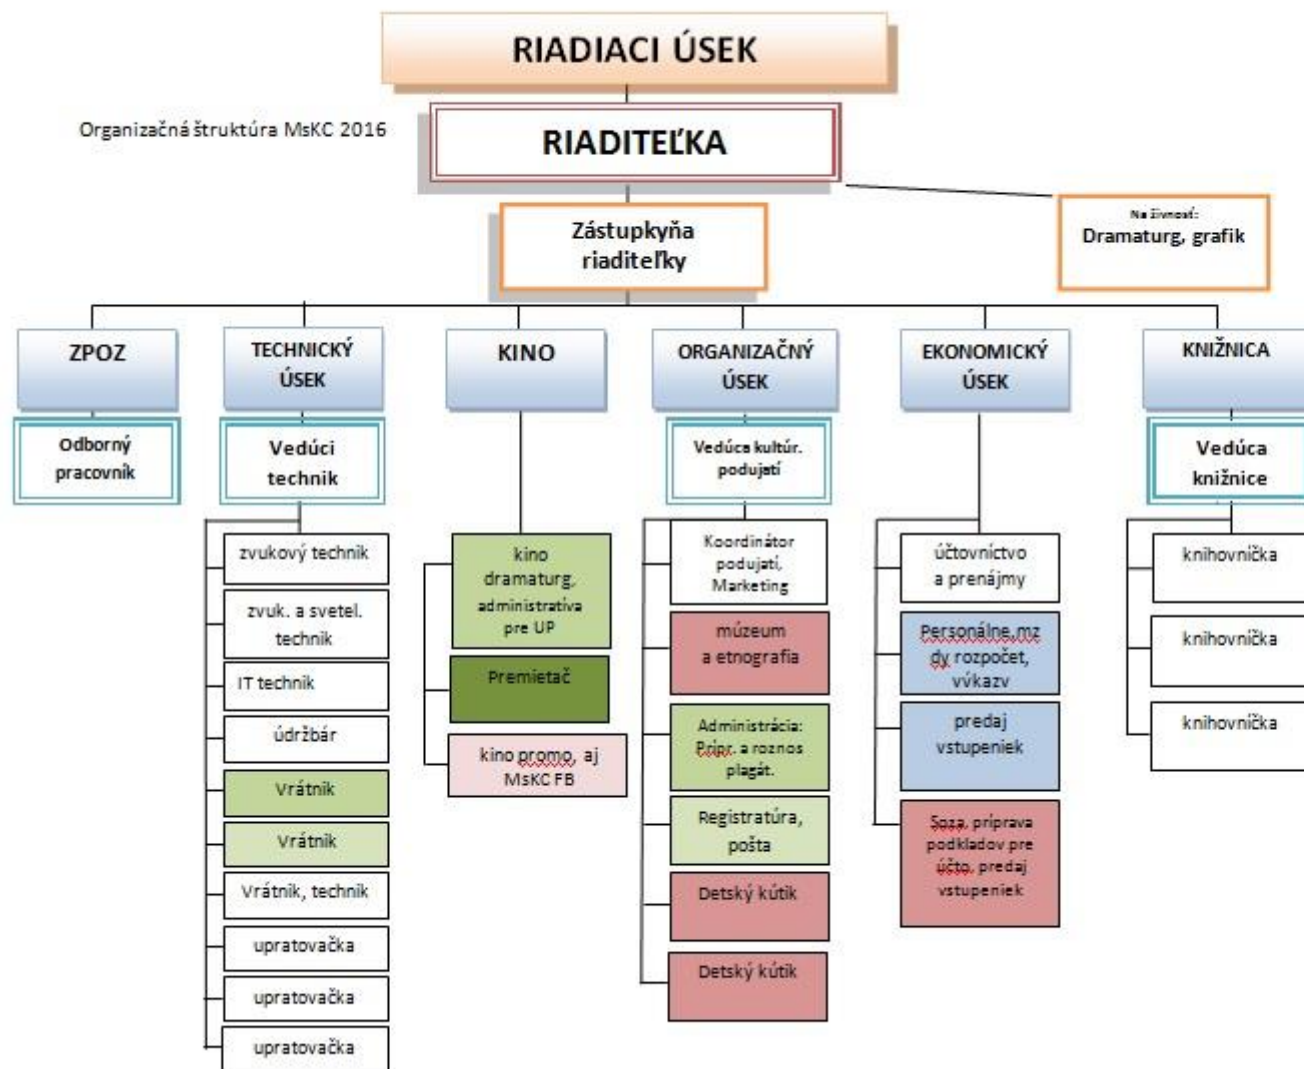 RIADIACI ÚSEK
Organizačná štruktúra MsKC 2016
RIADITEĽKA
Na živnosť:
Dramaturg, grafik
Zástupkyňa
riaditeľky
ZPOZ
TECHNICKÝ
ÚSEK
KINO
ORGANIZAČNÝ
ÚSEK
EKONOMICKÝ
ÚSEK
KNIŽNICA
Odborný
pracovník
Vedúci
technik
Vedúca kultúr.
podujatí
Vedúca
knižnice
zvukový technik
zvuk. a svetel.
technik
IT technik
údržbár
Vrátnik
Vrátnik
Vrátnik, technik
upratovačka
upratovačka
upratovačka
kino
dramaturg,
administratíva
pre UP
Premietač
kino promo, aj
MsKC FB
Koordinátor
podujatí,
Marketing
múzeum
a etnografia
Administrácia:
Prípr. a roznos
plagát.
Registratúra,
pošta
Detský kútik
Detský kútik
účtovníctvo
a prenájmy
Personálne,mz
dy rozpočet,
výkazv
predaj
vstupeniek
Soza, príprava
podkladov pre
účto, predaj
vstupeniek
knihovníčka
knihovníčka
knihovníčka